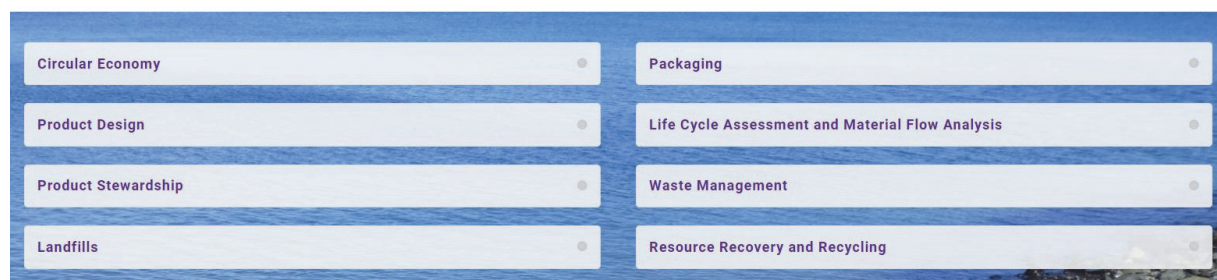 Circular Economy
Packaging
Product Design
Life Cycle Assessment and Material Flow Analysis
Product Stewardship
Waste Management
Landfills
Resource Recovery and Recycling